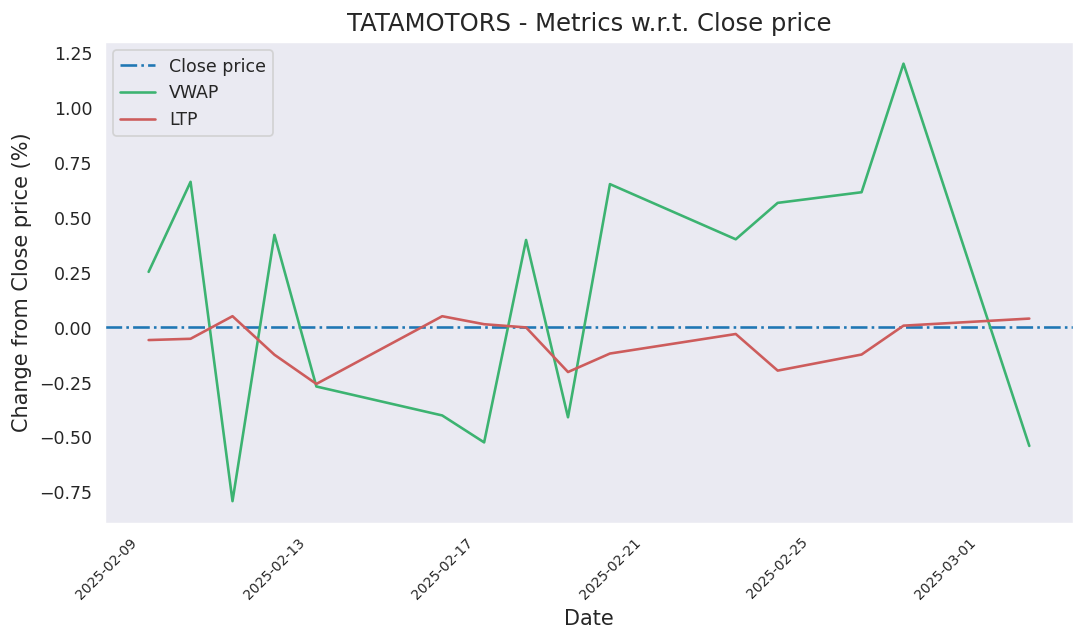 TATAMOTORS - Metrics w.r.t. Close price
Close price
VWAP
LTP
Change from Close price (%)
1.25
1.00
0.75
0.50
0.25
0.00
−0.25
−0.50
−0.75
2025-02-09
2025-02-13
2025-02-17
2025-02-21
2025-02-25
2025-03-01
Date